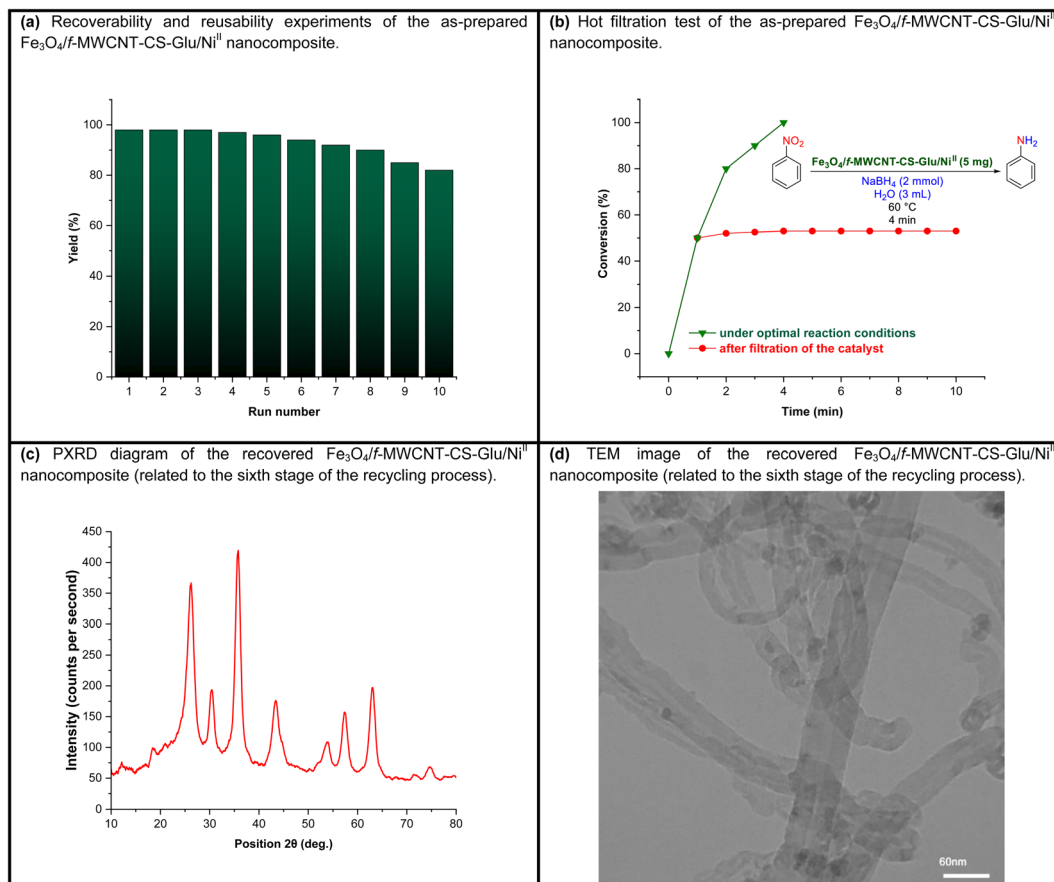 (a) Recoverability and reusability experiments of the as-prepared
Fe₃O₄/f-MWCNT-CS-Glu/Niᴵᴵ nanocomposite.
100
80
60
40
20
0
Yield (%)
1 2 3 4 5 6 7 8 9 10
Run number
(b) Hot filtration test of the as-prepared Fe₃O₄/f-MWCNT-CS-Glu/Niᴵᴵ
nanocomposite.
100
80
60
40
20
0
Conversion (%)
NO₂
Fe₃O₄/f-MWCNT-CS-Glu/Niᴵᴵ (5 mg)
NaBH₄ (2 mmol)
H₂O (3 mL)
60 °C
4 min
NH₂
under optimal reaction conditions
after filtration of the catalyst
0 2 4 6 8 10
Time (min)
(c) PXRD diagram of the recovered Fe₃O₄/f-MWCNT-CS-Glu/Niᴵᴵ
nanocomposite (related to the sixth stage of the recycling process).
450
400
350
300
250
200
150
100
50
0
Intensity (counts per second)
10 20 30 40 50 60 70 80
Position 2θ (deg.)
(d) TEM image of the recovered Fe₃O₄/f-MWCNT-CS-Glu/Niᴵᴵ
nanocomposite (related to the sixth stage of the recycling process).
60nm